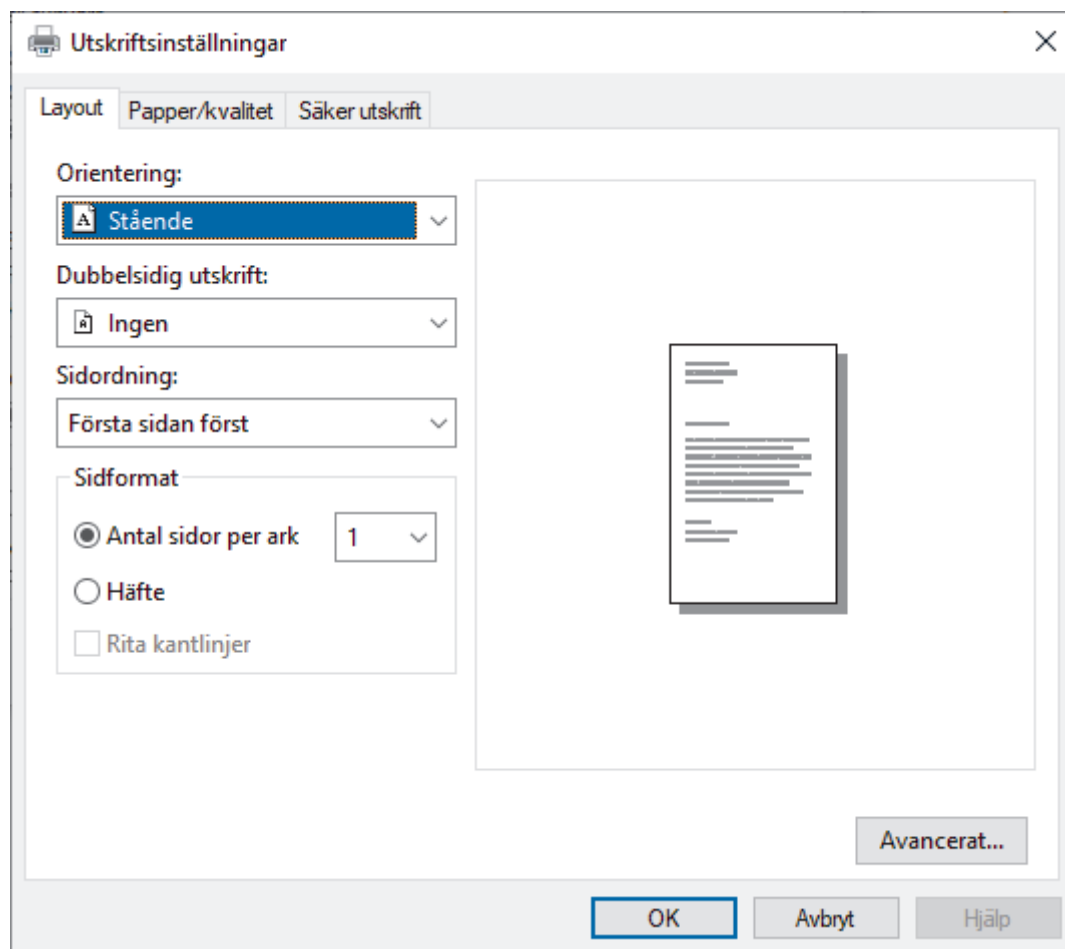 Utskriftsinställningar
Layout Papper/kvalitet Säker utskrift
Orientering:
A Stående
Dubbelsidig utskrift:
A Ingen
Sidordning:
Första sidan först
Sidformat
Antal sidor per ark 1
Häfte
Rita kantlinjer
Avancerat...
OK Avbryt Hjälp